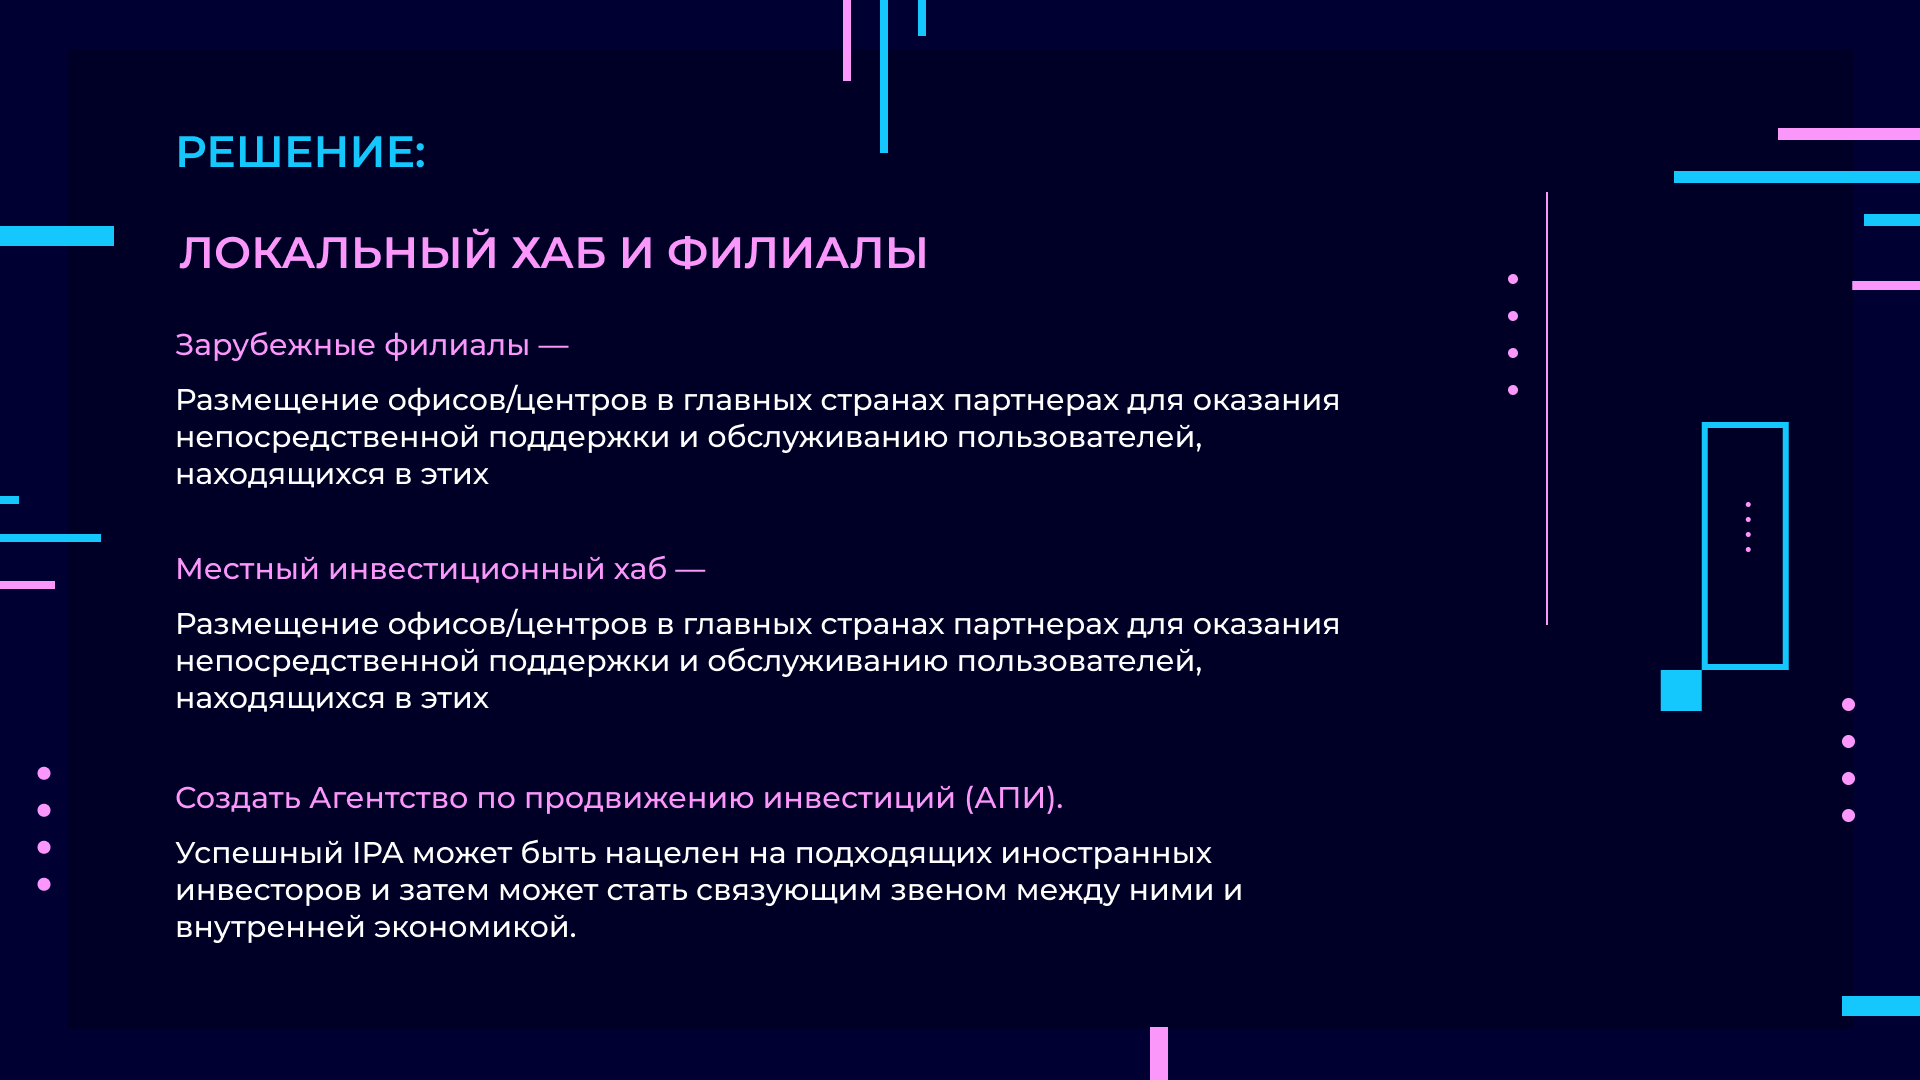 РЕШЕНИЕ:
ЛОКАЛЬНЫЙ ХАБ И ФИЛИАЛЫ
Зарубежные филиалы —
Размещение офисов/центров в главных странах партнерах для оказания
непосредственной поддержки и обслуживанию пользователей,
находящихся в этих
Местный инвестиционный хаб —
Размещение офисов/центров в главных странах партнерах для оказания
непосредственной поддержки и обслуживанию пользователей,
находящихся в этих
Создать Агентство по продвижению инвестиций (АПИ).
Успешный IPA может быть нацелен на подходящих иностранных
инвесторов и затем может стать связующим звеном между ними и
внутренней экономикой.